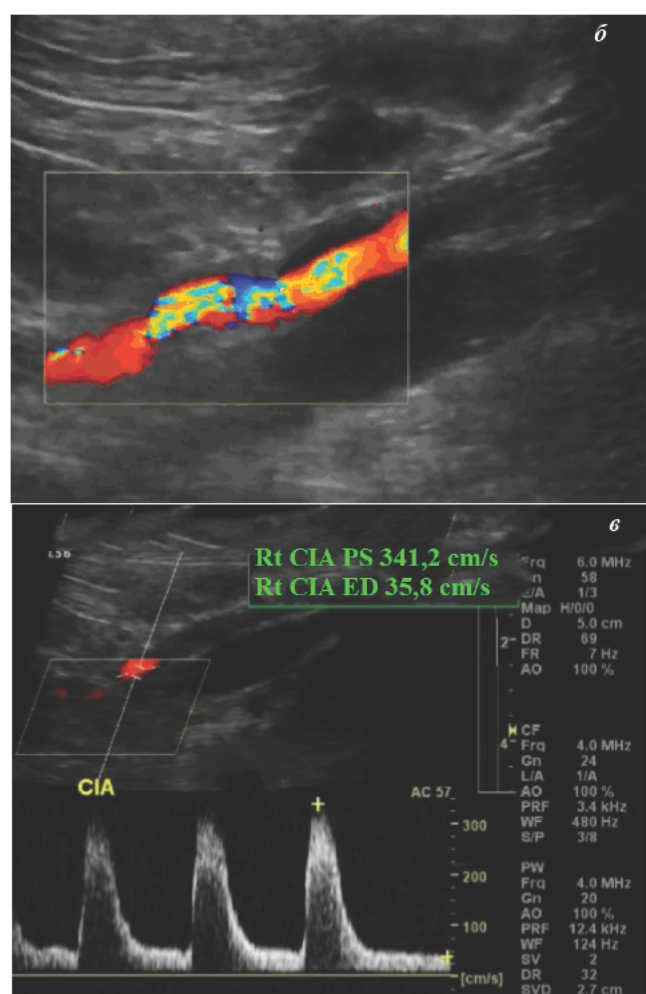 б
в
L3 8
Rt CIA PS 341,2 cm/s
Rt CIA ED 35,8 cm/s
Frq 6.0 MHz
Gn 58
E/A 1/3
Map H/0/0
D 5.0 cm
DR 69
FR 7 Hz
AO 100 %
2
4
CF
Frq 4.0 MHz
Gn 24
L/A 1/A
AO 100 %
PRF 3.4 kHz
WF 480 Hz
S/P 3/8
PW
Frq 4.0 MHz
Gn 20
AO 100 %
PRF 12.4 kHz
WF 124 Hz
SV 2
DR 32
SVD 2.7 cm
CIA
AC 57
300
200
100
[cm/s]